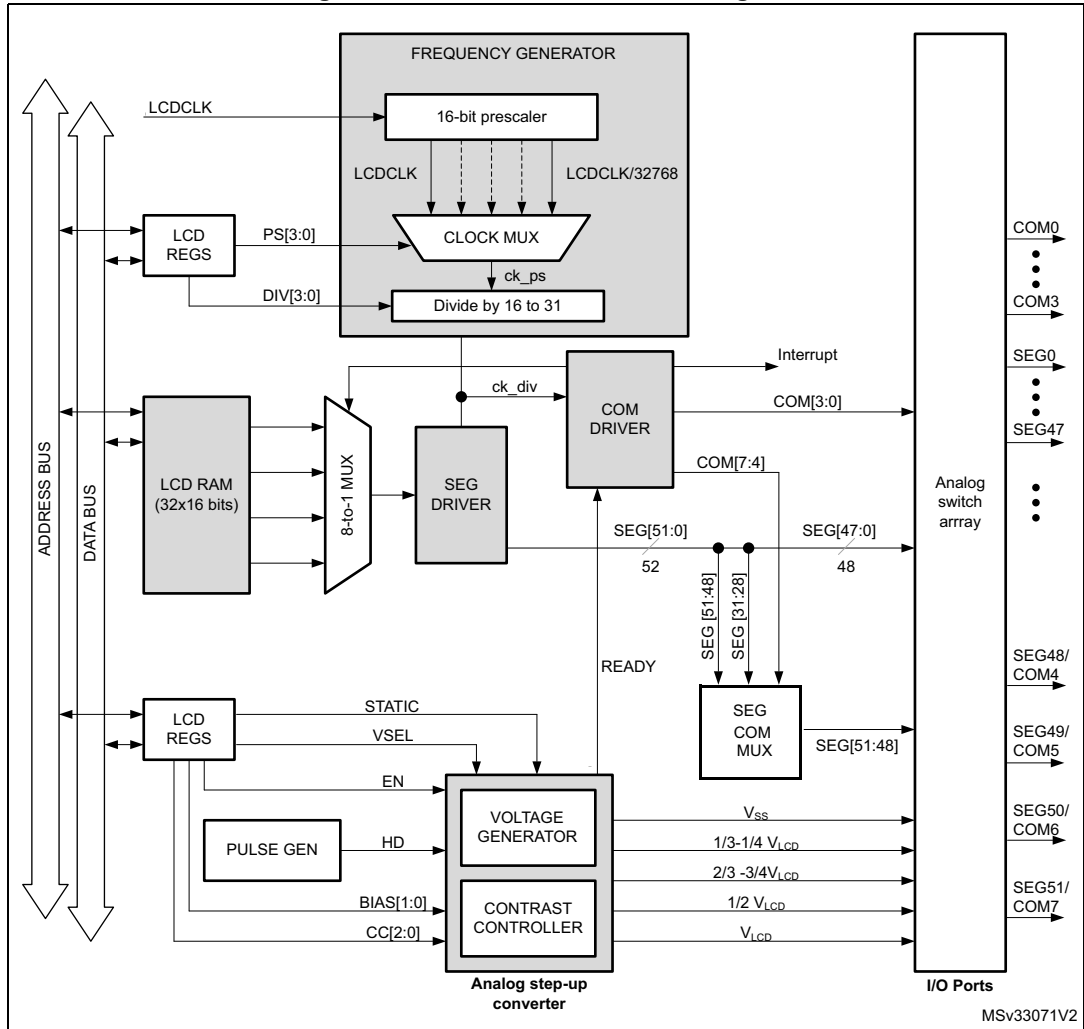 FREQUENCY GENERATOR
LCDCLK
16-bit prescaler
LCDCLK
LCDCLK/32768
LCD
REGS
PS[3:0]
CLOCK MUX
ck_ps
DIV[3:0]
Divide by 16 to 31
COM0
COM3
SEG0
SEG47
Interrupt
ck_div
COM
DRIVER
COM[3:0]
COM[7:4]
ADDRESS BUS
DATA BUS
LCD RAM
(32x16 bits)
8-to-1 MUX
SEG
DRIVER
Analog
switch
arrray
SEG[51:0]
52
SEG[47:0]
48
SEG [51:48]
SEG [31:28]
READY
SEG
COM
MUX
SEG[51:48]
SEG48/
COM4
SEG49/
COM5
SEG50/
COM6
SEG51/
COM7
LCD
REGS
STATIC
VSEL
EN
PULSE GEN
HD
BIAS[1:0]
CC[2:0]
VOLTAGE
GENERATOR
CONTRAST
CONTROLLER
VSS
1/3-1/4 VLCD
2/3 -3/4VLCD
1/2 VLCD
VLCD
Analog step-up
converter
I/O Ports
MSv33071V2